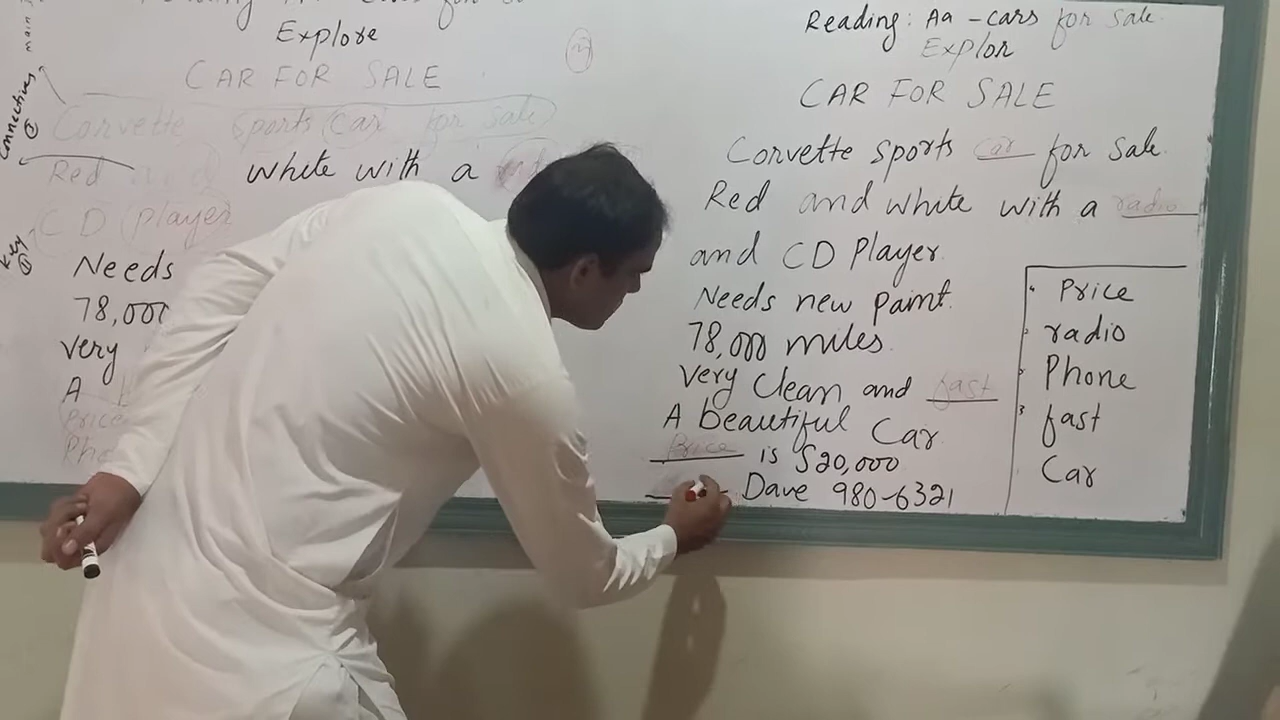 Explore
CAR FOR SALE
Corvette sports car for sale
Red and white with a
CD Player
Needs
78,000
Very
A
Price
Connectives
main
key
Reading: Aa - cars for sale.
Explor
CAR FOR SALE
Corvette sports car for sale.
Red and white with a radio
and CD Player.
Needs new paint.
78,000 miles.
Very Clean and fast
A beautiful Car
Price is $20,000
Dave 980-6321
Price
radio
Phone
fast
Car